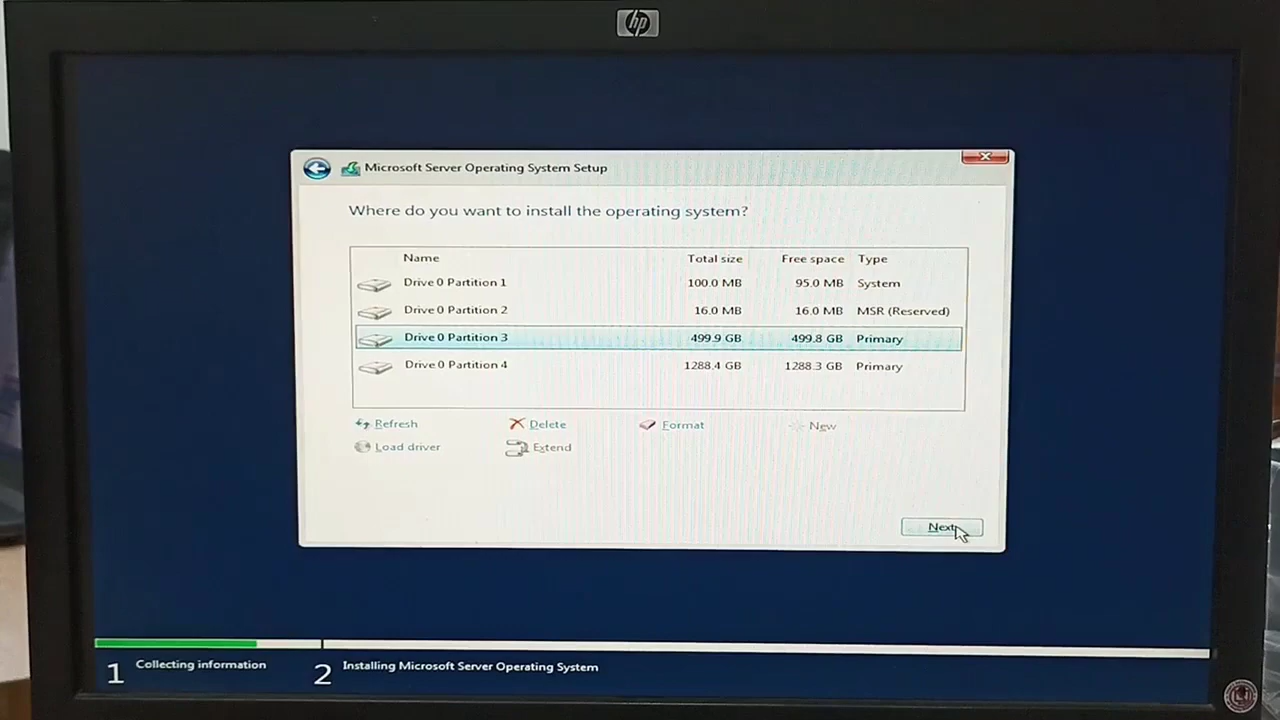 hp
Microsoft Server Operating System Setup
Where do you want to install the operating system?
Name Total size Free space Type
Drive 0 Partition 1 100.0 MB 95.0 MB System
Drive 0 Partition 2 16.0 MB 16.0 MB MSR (Reserved)
Drive 0 Partition 3 499.9 GB 499.8 GB Primary
Drive 0 Partition 4 1288.4 GB 1288.3 GB Primary
Refresh Delete Format New
Load driver Extend
Next
1 Collecting information 2 Installing Microsoft Server Operating System